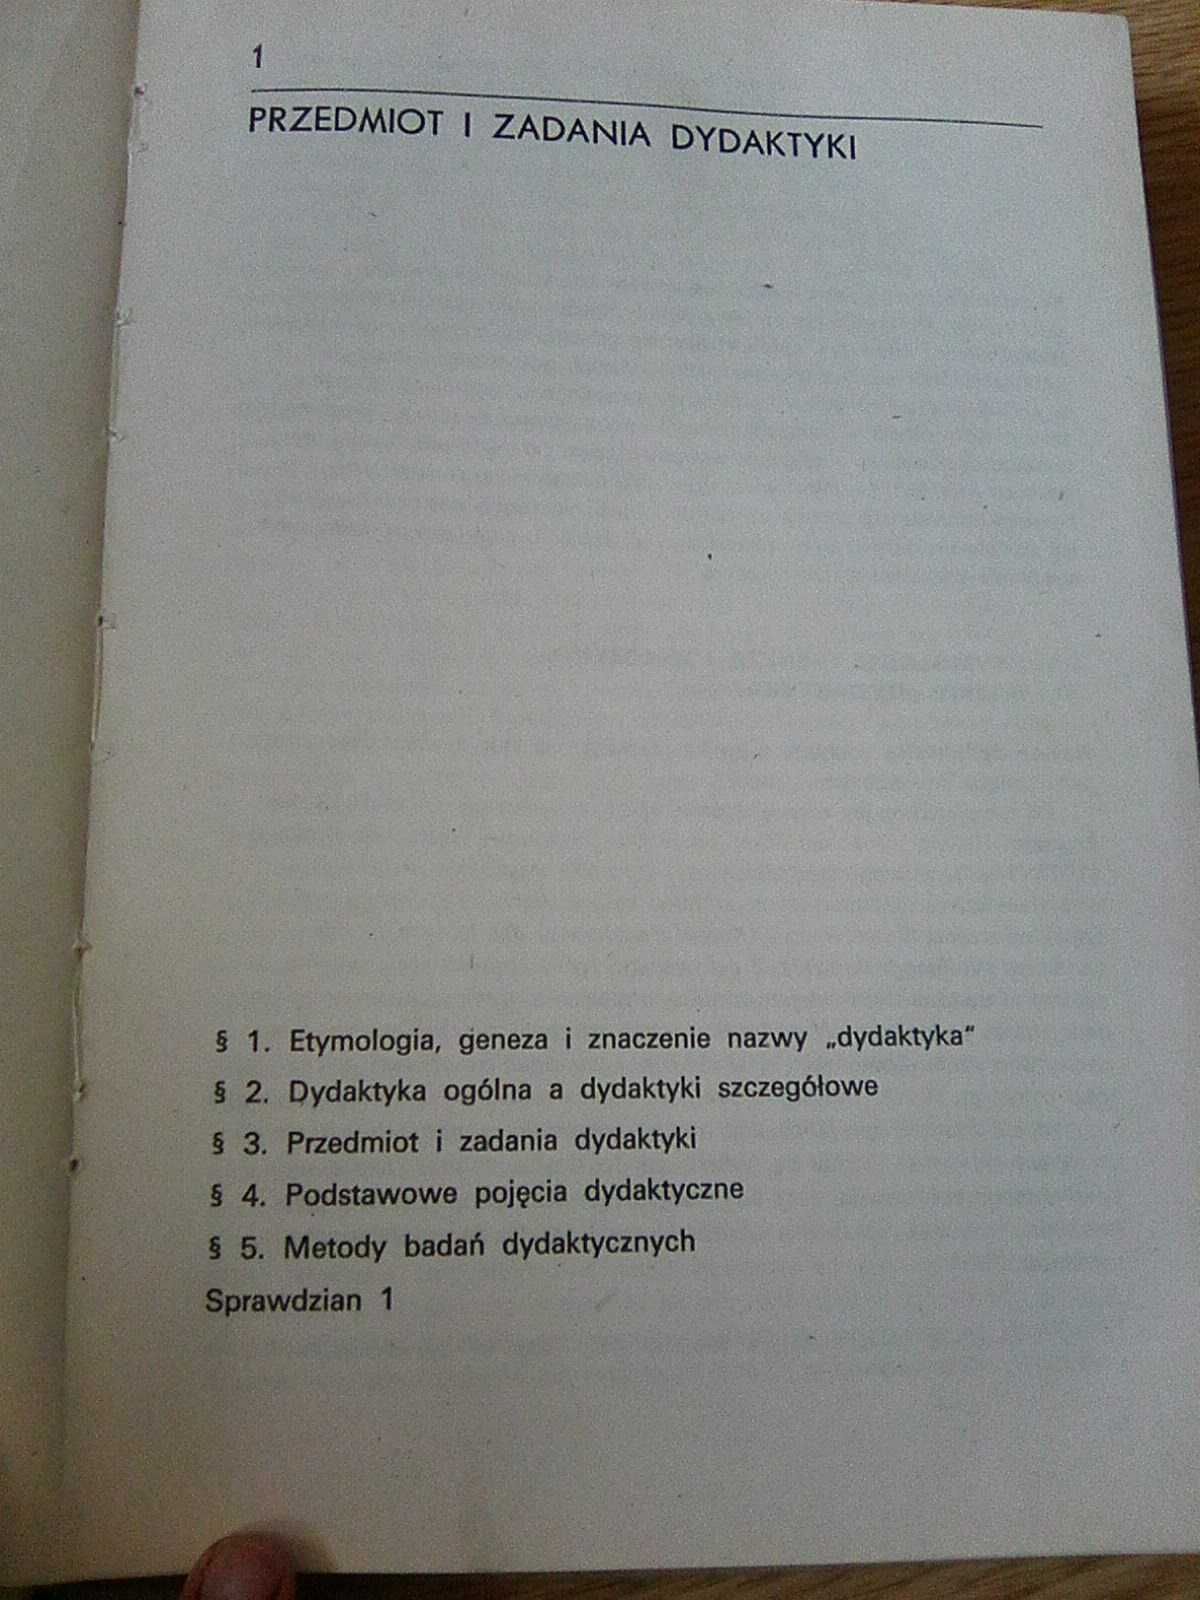 1
PRZEDMIOT I ZADANIA DYDAKTYKI
§ 1. Etymologia, geneza i znaczenie nazwy „dydaktyka“
§ 2. Dydaktyka ogólna a dydaktyki szczegółowe
§ 3. Przedmiot i zadania dydaktyki
§ 4. Podstawowe pojęcia dydaktyczne
§ 5. Metody badań dydaktycznych
Sprawdzian 1